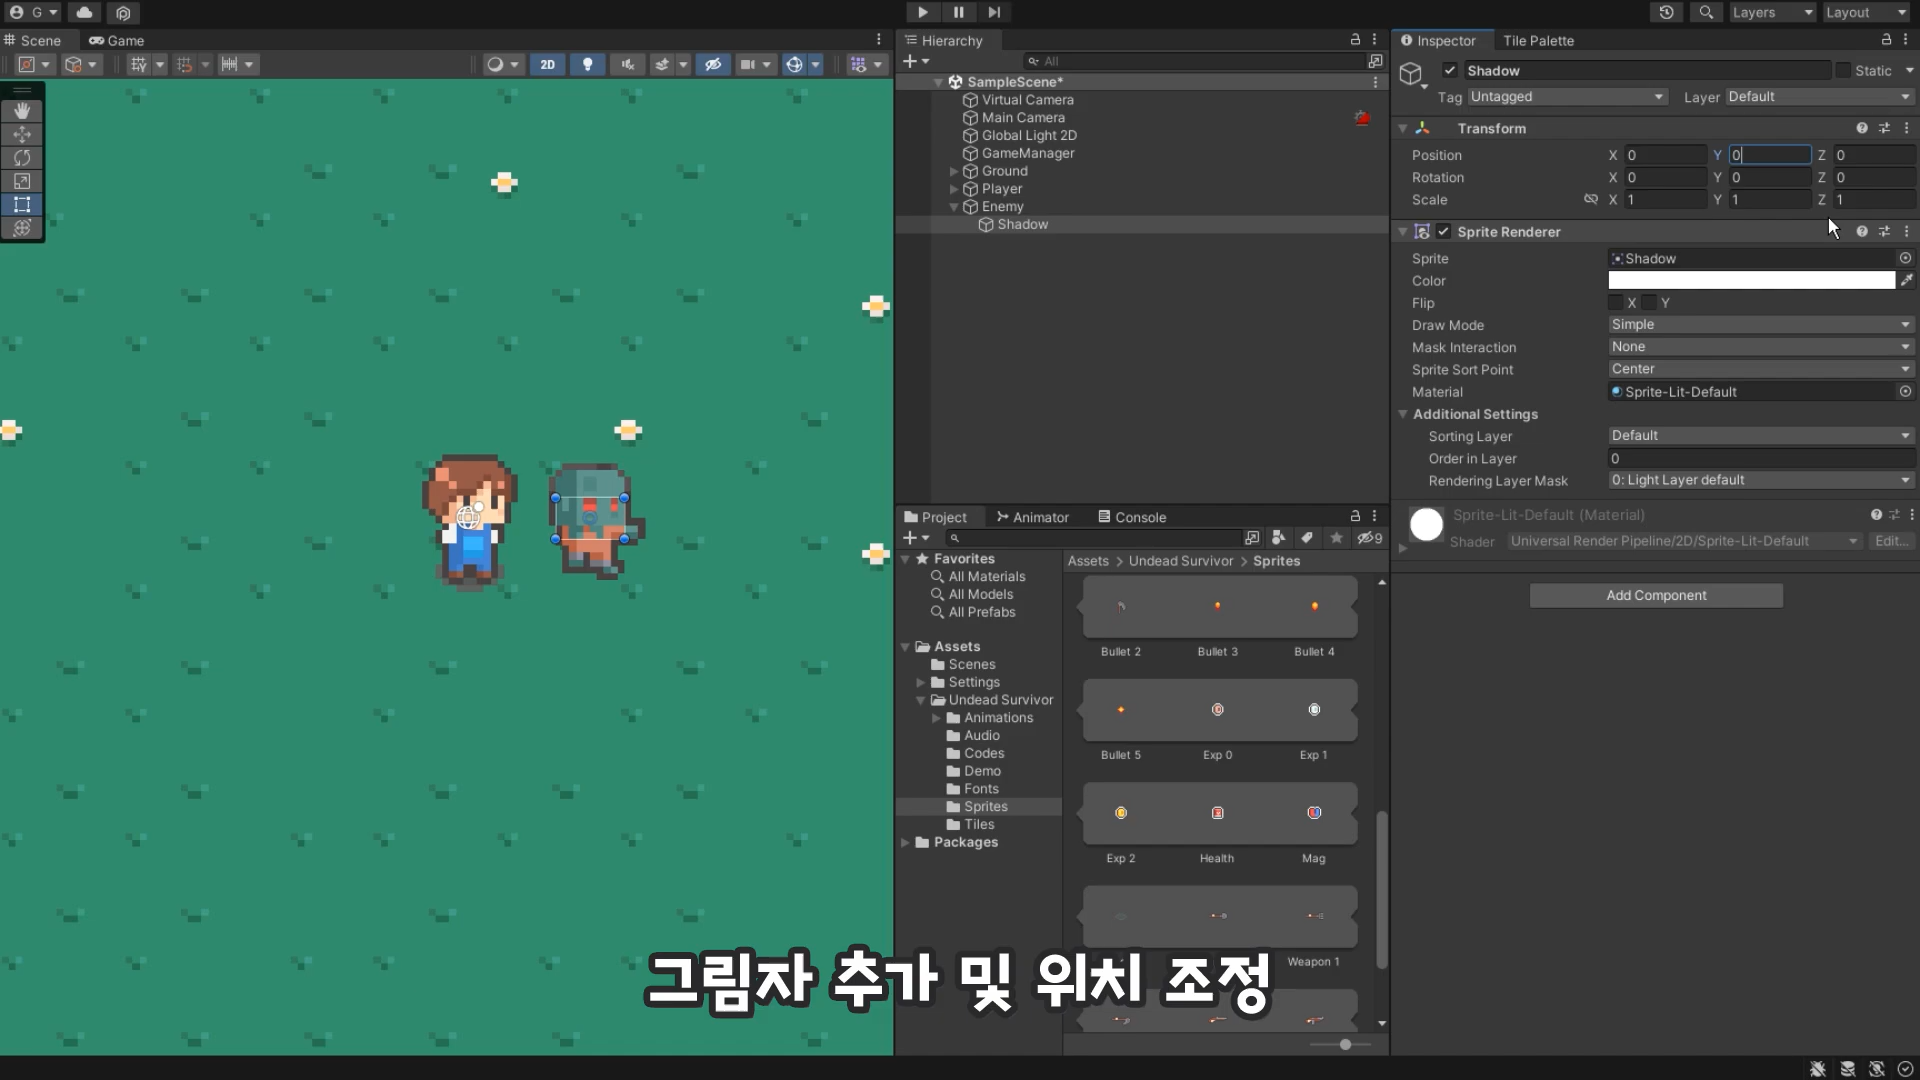 G
Layers
Layout
Scene
Game
2D
Hierarchy
All
SampleScene*
Virtual Camera
Main Camera
Global Light 2D
GameManager
Ground
Player
Enemy
Shadow
Inspector
Tile Palette
Shadow
Static
Tag Untagged
Layer Default
Transform
Position X 0 Y 0 Z 0
Rotation X 0 Y 0 Z 0
Scale X 1 Y 1 Z 1
Sprite Renderer
Sprite Shadow
Color
Flip X Y
Draw Mode Simple
Mask Interaction None
Sprite Sort Point Center
Material Sprite-Lit-Default
Additional Settings
Sorting Layer Default
Order in Layer 0
Rendering Layer Mask 0: Light Layer default
Sprite-Lit-Default (Material)
Shader Universal Render Pipeline/2D/Sprite-Lit-Default Edit...
Add Component
Project
Animator
Console
9
Favorites
All Materials
All Models
All Prefabs
Assets
Scenes
Settings
Undead Survivor
Animations
Audio
Codes
Demo
Fonts
Sprites
Tiles
Packages
Assets > Undead Survivor > Sprites
Bullet 2 Bullet 3 Bullet 4
Bullet 5 Exp 0 Exp 1
Exp 2 Health Mag
Weapon 1
그림자 추가 및 위치 조정